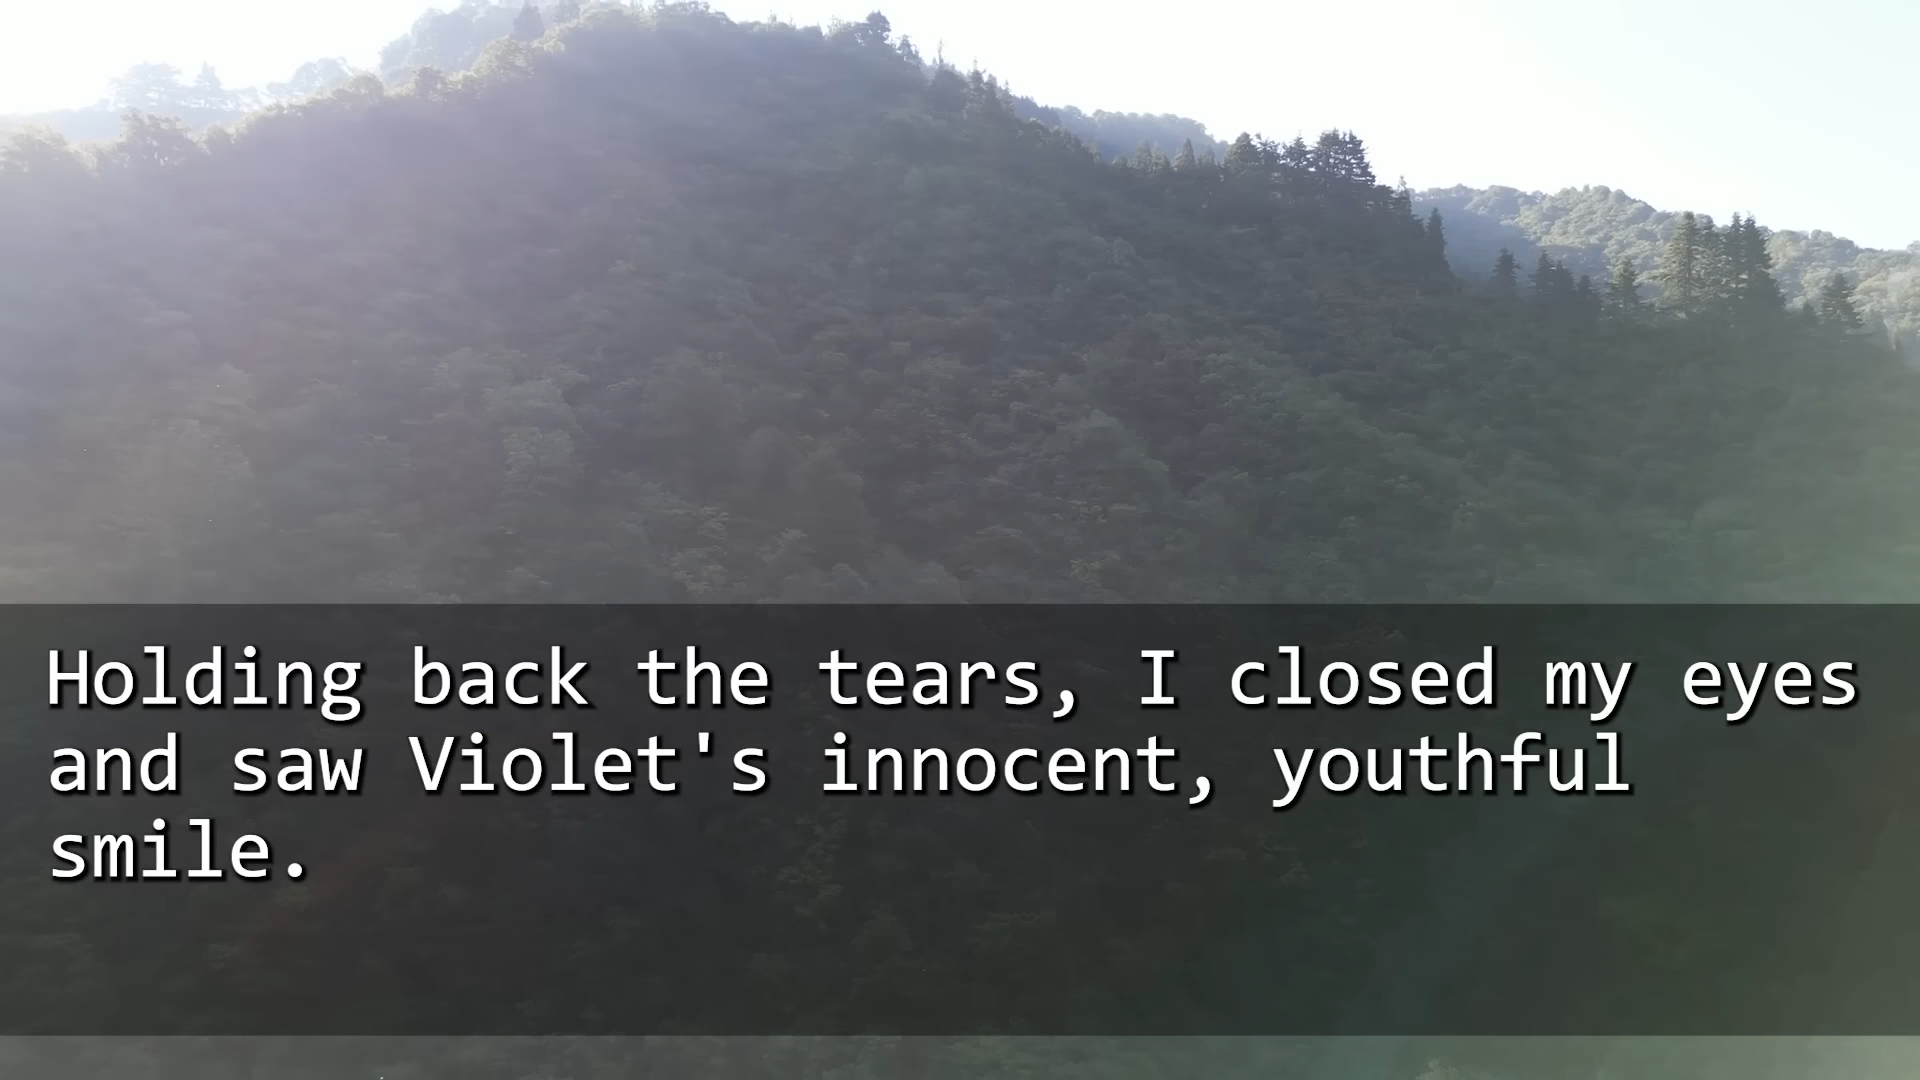 Holding back the tears, I closed my eyes
and saw Violet's innocent, youthful
smile.